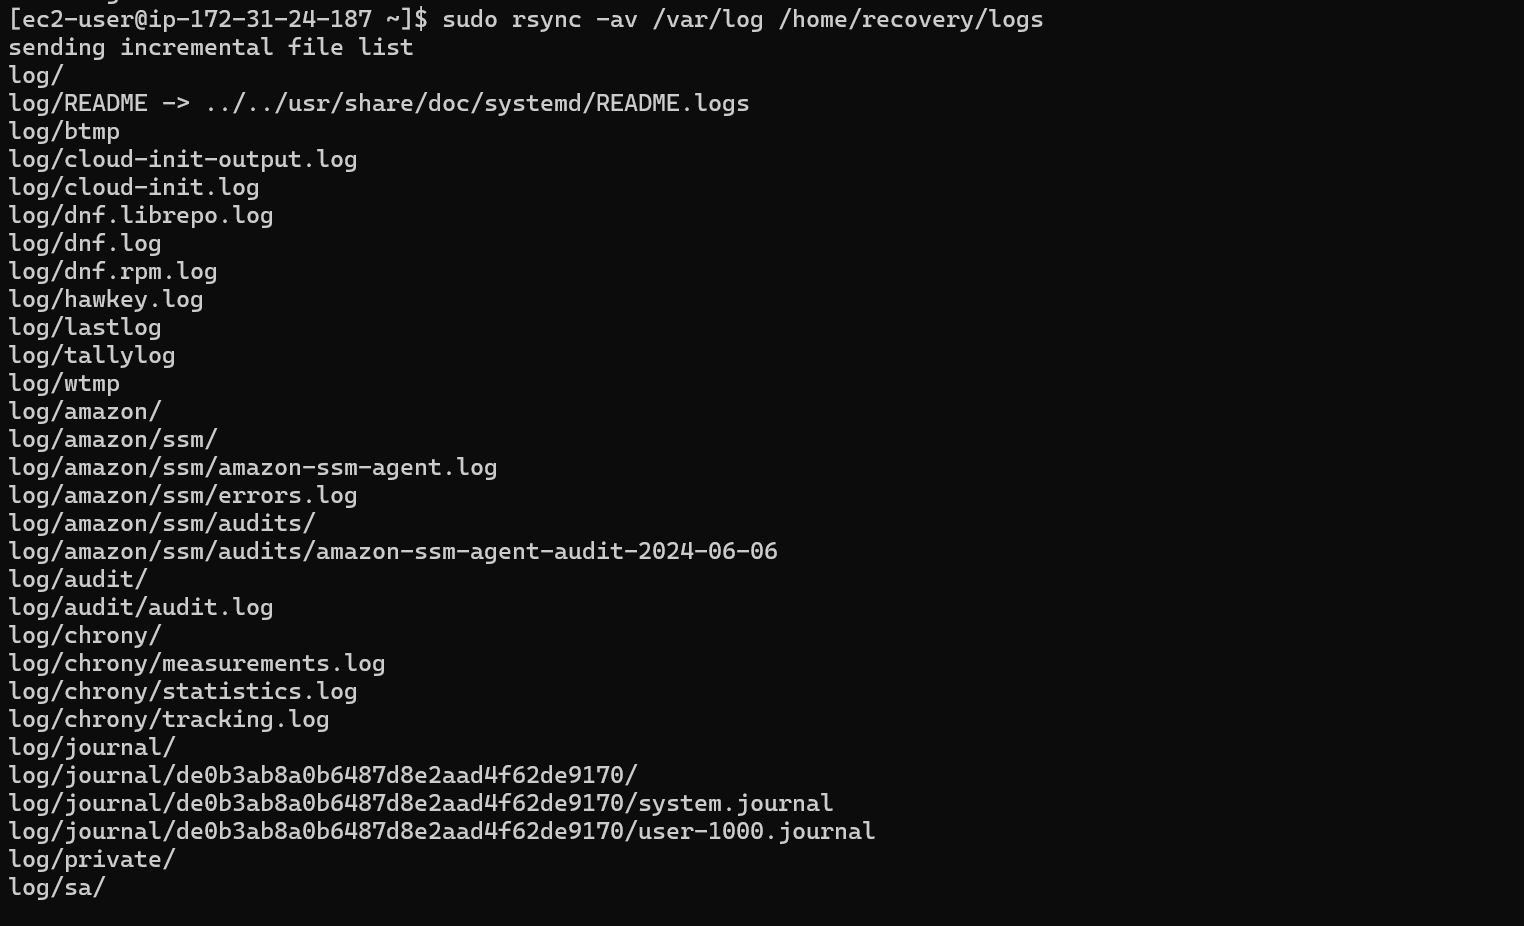 [ec2-user@ip-172-31-24-187 ~]$ sudo rsync -av /var/log /home/recovery/logs
sending incremental file list
log/
log/README -> ../../usr/share/doc/systemd/README.logs
log/btmp
log/cloud-init-output.log
log/cloud-init.log
log/dnf.librepo.log
log/dnf.log
log/dnf.rpm.log
log/hawkey.log
log/lastlog
log/tallylog
log/wtmp
log/amazon/
log/amazon/ssm/
log/amazon/ssm/amazon-ssm-agent.log
log/amazon/ssm/errors.log
log/amazon/ssm/audits/
log/amazon/ssm/audits/amazon-ssm-agent-audit-2024-06-06
log/audit/
log/audit/audit.log
log/chrony/
log/chrony/measurements.log
log/chrony/statistics.log
log/chrony/tracking.log
log/journal/
log/journal/de0b3ab8a0b6487d8e2aad4f62de9170/
log/journal/de0b3ab8a0b6487d8e2aad4f62de9170/system.journal
log/journal/de0b3ab8a0b6487d8e2aad4f62de9170/user-1000.journal
log/private/
log/sa/